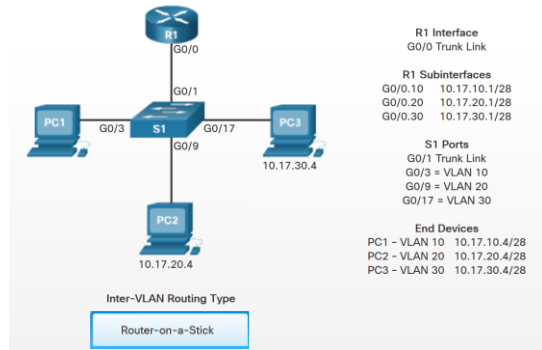 R1
G0/0
G0/1
PC1
G0/3
S1
G0/17
PC3
G0/9
10.17.30.4
PC2
10.17.20.4
Inter-VLAN Routing Type
Router-on-a-Stick
R1 Interface
G0/0 Trunk Link
R1 Subinterfaces
G0/0.10 10.17.10.1/28
G0/0.20 10.17.20.1/28
G0/0.30 10.17.30.1/28
S1 Ports
G0/1 Trunk Link
G0/3 = VLAN 10
G0/9 = VLAN 20
G0/17 = VLAN 30
End Devices
PC1 – VLAN 10 10.17.10.4/28
PC2 – VLAN 20 10.17.20.4/28
PC3 – VLAN 30 10.17.30.4/28